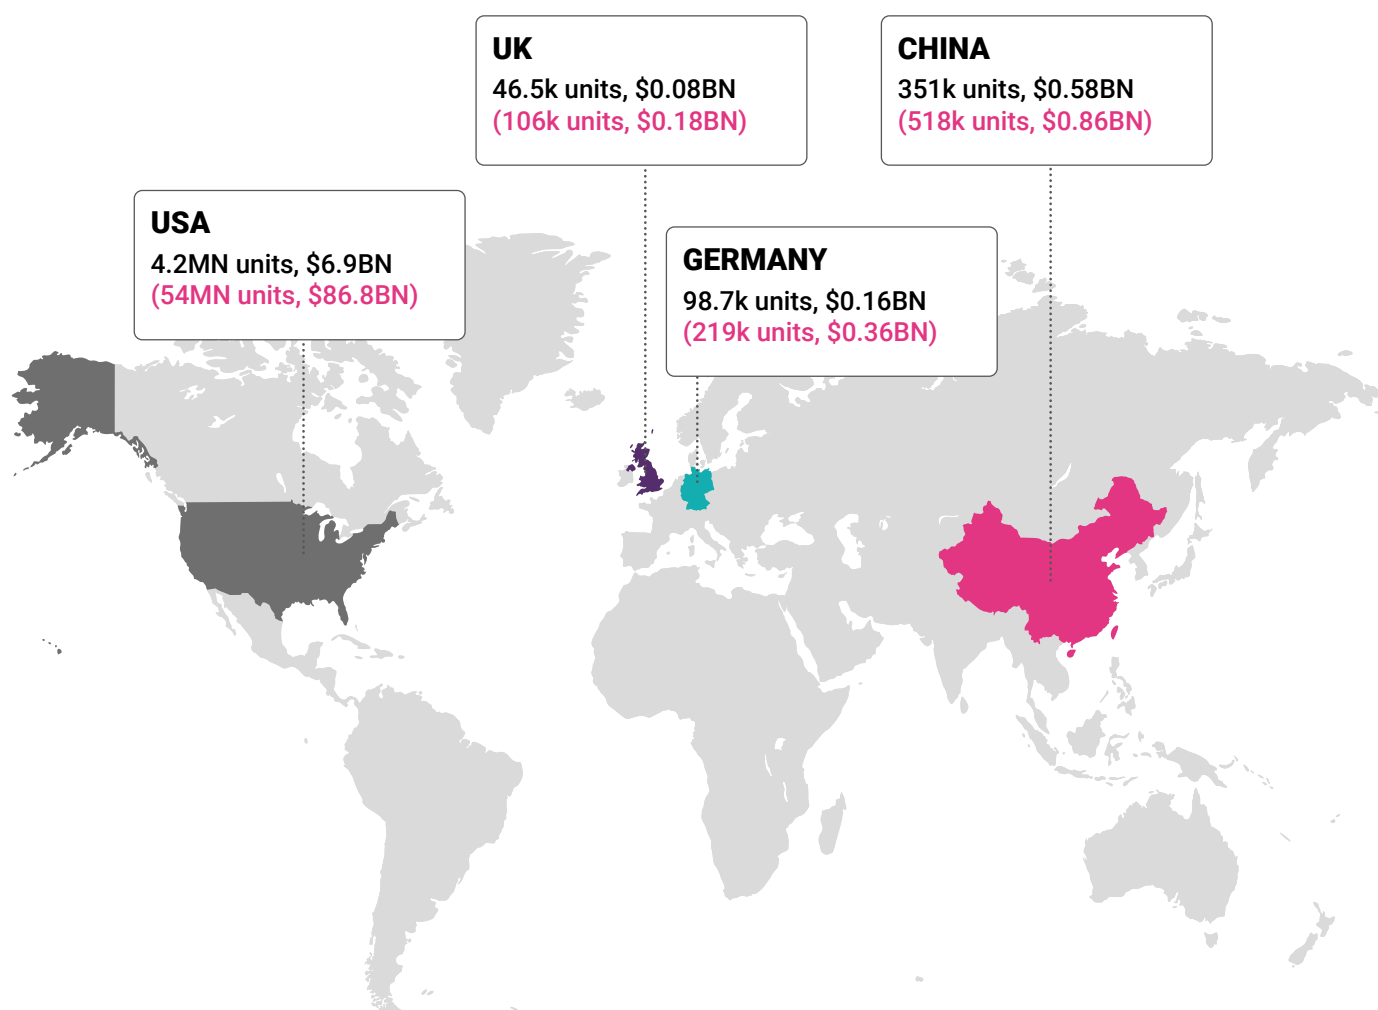 UK
46.5k units, $0.08BN
(106k units, $0.18BN)
CHINA
351k units, $0.58BN
(518k units, $0.86BN)
USA
4.2MN units, $6.9BN
(54MN units, $86.8BN)
GERMANY
98.7k units, $0.16BN
(219k units, $0.36BN)